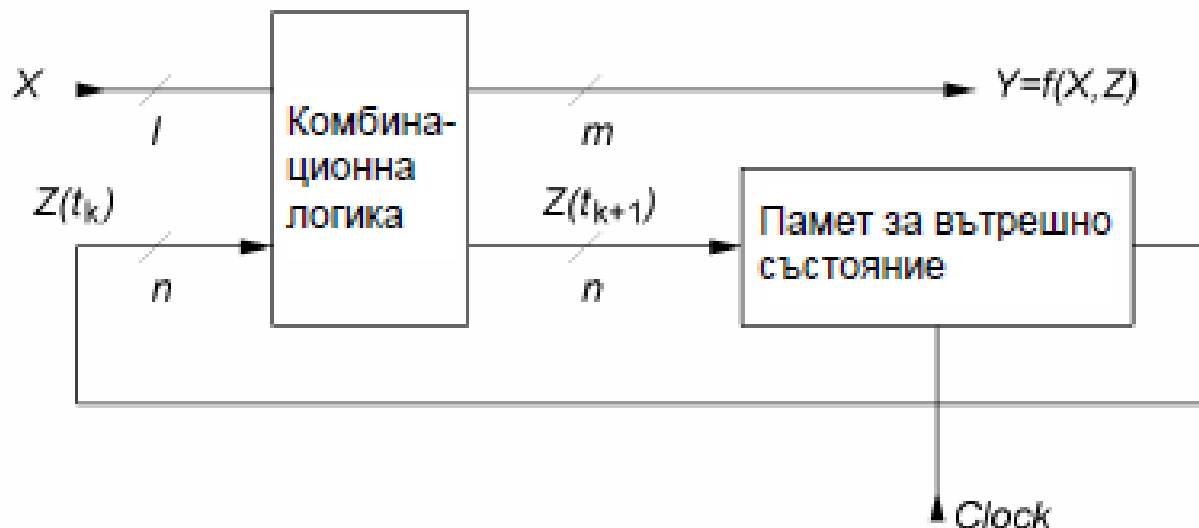 X
l
Комбина-
ционна
логика
m
Y=f(X,Z)
Z(tk)
n
Z(tk+1)
n
Памет за вътрешно
състояние
Clock